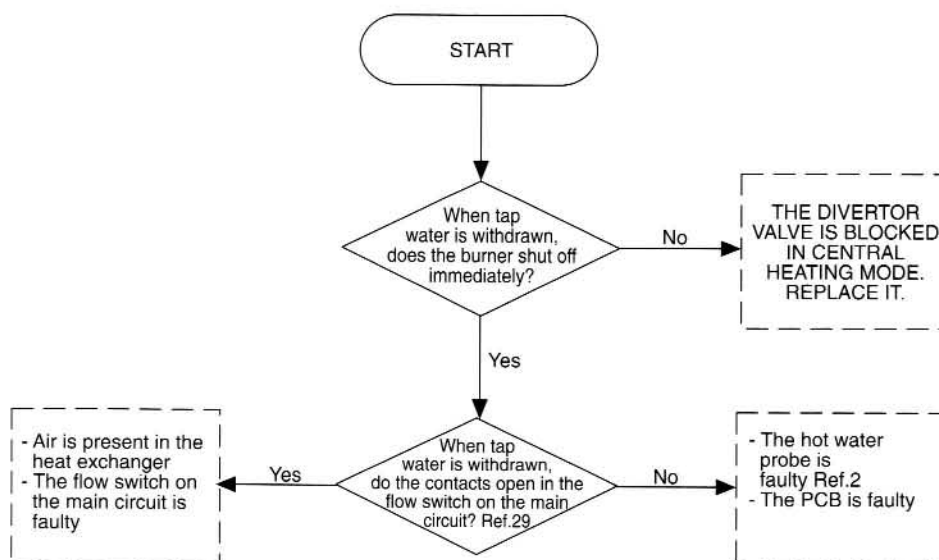 START
When tap
water is withdrawn,
does the burner shut off
immediately?
No
THE DIVERTOR
VALVE IS BLOCKED
IN CENTRAL
HEATING MODE.
REPLACE IT.
Yes
- Air is present in the
heat exchanger
- The flow switch on
the main circuit is
faulty
Yes
When tap
water is withdrawn,
do the contacts open in the
flow switch on the main
circuit? Ref.29
No
- The hot water
probe is
faulty Ref.2
- The PCB is faulty